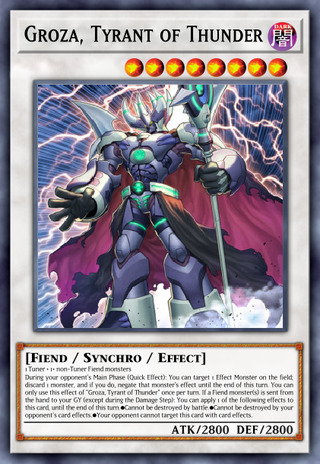 Groza, Tyrant of Thunder
DARK
闇
[Fiend / Synchro / Effect]
1 Tuner + 1+ non-Tuner Fiend monsters
During your opponent's Main Phase (Quick Effect): You can target 1 Effect Monster on the field;
discard 1 monster, and if you do, negate that monster's effect until the end of this turn. You can
only use this effect of "Groza, Tyrant of Thunder" once per turn. If a Fiend monster(s) is sent from
the hand to your GY (except during the Damage Step): You can apply 1 of the following effects to
this card, until the end of this turn.●Cannot be destroyed by battle.●Cannot be destroyed by your
opponent's card effects.●Your opponent cannot target this card with card effects.
ATK/2800 DEF/2800